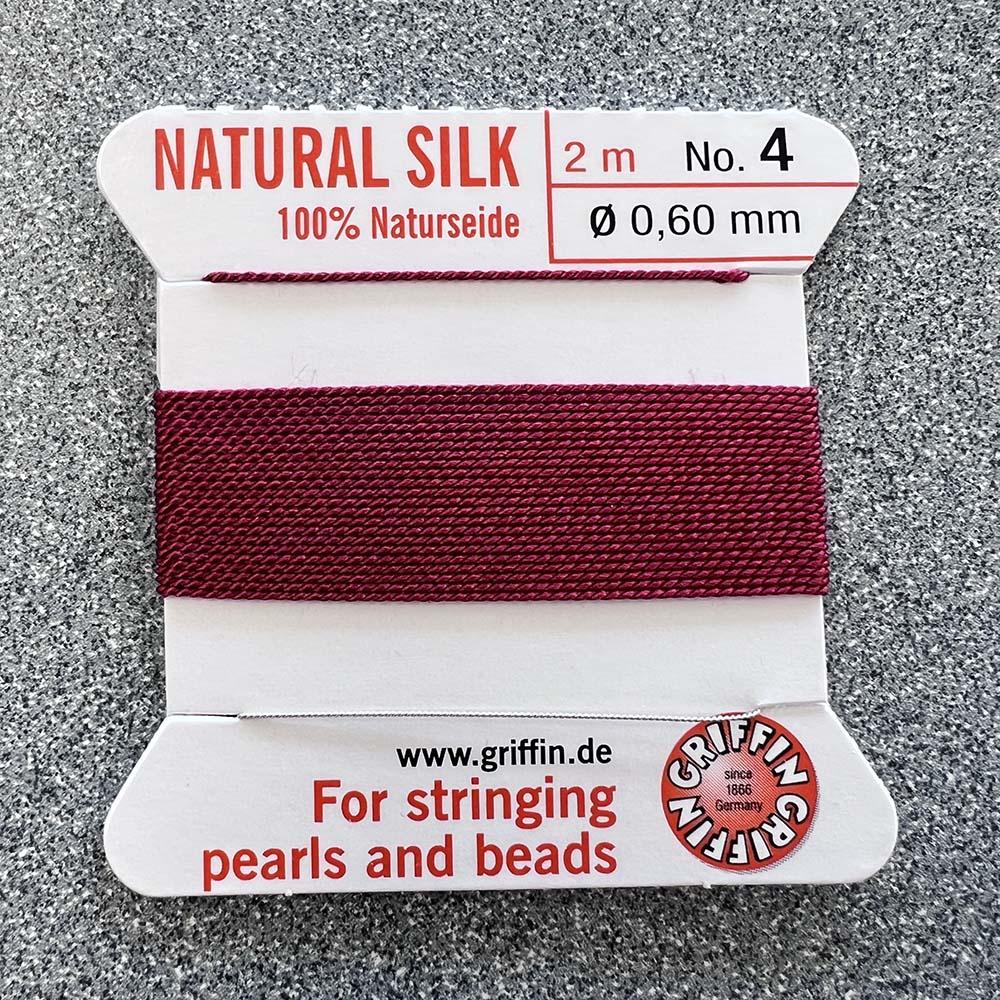 NATURAL SILK
100% Naturseide
2 m No. 4
Ø 0,60 mm
www.griffin.de
For stringing
pearls and beads
GRIFFIN GRIFFIN GRIFFIN
since
1866
Germany